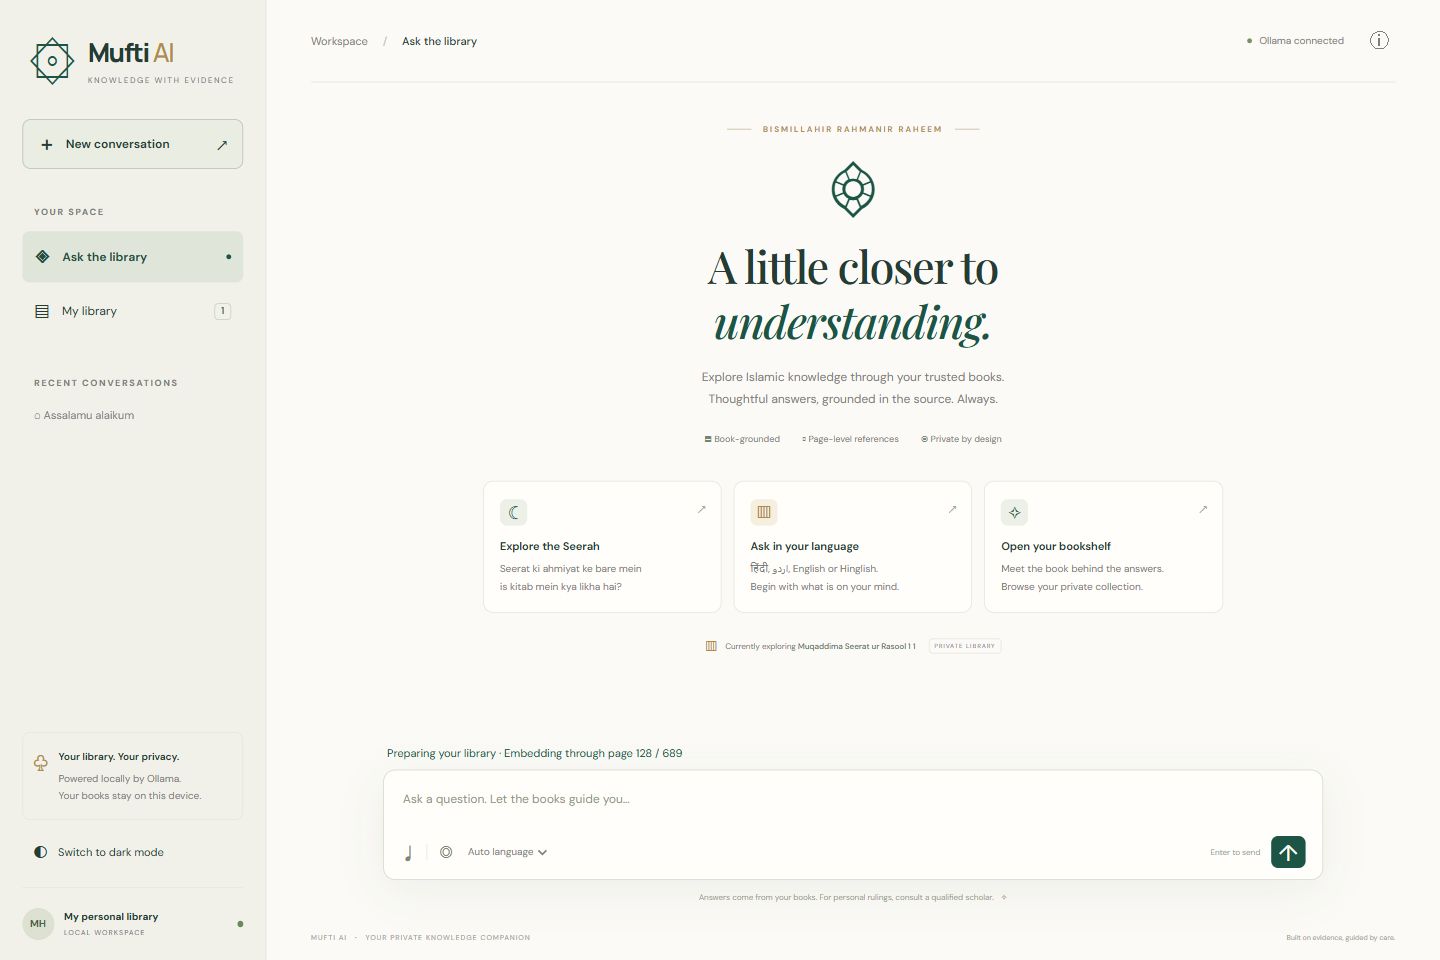 Mufti AI
KNOWLEDGE WITH EVIDENCE
New conversation
YOUR SPACE
Ask the library
My library
1
RECENT CONVERSATIONS
Assalamu alaikum
Your library. Your privacy.
Powered locally by Ollama.
Your books stay on this device.
Switch to dark mode
MH
My personal library
LOCAL WORKSPACE
Workspace / Ask the library
Ollama connected
BISMILLAHIR RAHMANIR RAHEEM
A little closer to
understanding.
Explore Islamic knowledge through your trusted books.
Thoughtful answers, grounded in the source. Always.
Book-grounded
Page-level references
Private by design
Explore the Seerah
Seerat ki ahmiyat ke bare mein
is kitab mein kya likha hai?
Ask in your language
हिंदी, اردو, English or Hinglish.
Begin with what is on your mind.
Open your bookshelf
Meet the book behind the answers.
Browse your private collection.
Currently exploring Muqaddima Seerat ur Rasool 1 1
PRIVATE LIBRARY
Preparing your library · Embedding through page 128 / 689
Ask a question. Let the books guide you...
Auto language
Enter to send
Answers come from your books. For personal rulings, consult a qualified scholar.
MUFTI AI · YOUR PRIVATE KNOWLEDGE COMPANION
Built on evidence, guided by care.